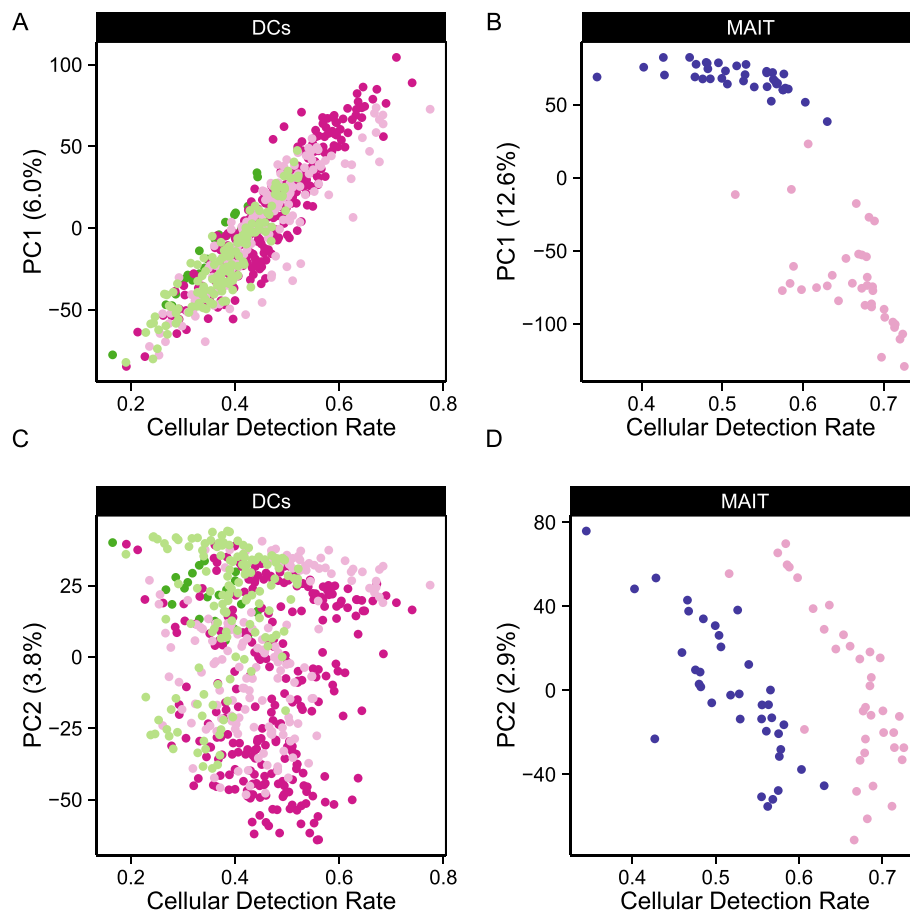 A
DCs
100
50
0
−50
PC1 (6.0%)
0.2 0.4 0.6 0.8
Cellular Detection Rate
B
MAIT
50
0
−50
−100
PC1 (12.6%)
0.4 0.5 0.6 0.7
Cellular Detection Rate
C
DCs
25
0
−25
−50
PC2 (3.8%)
0.2 0.4 0.6 0.8
Cellular Detection Rate
D
MAIT
80
40
0
−40
PC2 (2.9%)
0.4 0.5 0.6 0.7
Cellular Detection Rate